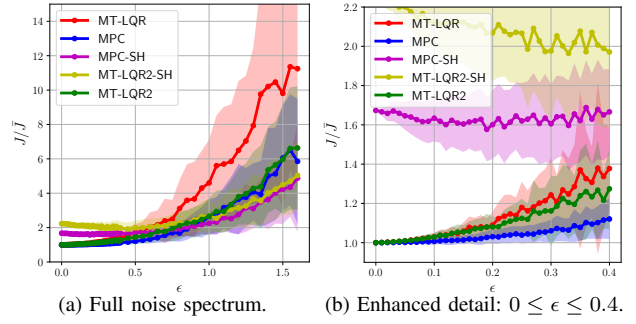 14
12
10
8
6
4
2
0
J/J̄
0.0
0.5
1.0
1.5
ϵ
MT-LQR
MPC
MPC-SH
MT-LQR2-SH
MT-LQR2
(a) Full noise spectrum.
2.2
2.0
1.8
1.6
1.4
1.2
1.0
J/J̄
0.0
0.1
0.2
0.3
0.4
ϵ
MT-LQR
MPC
MPC-SH
MT-LQR2-SH
MT-LQR2
(b) Enhanced detail: 0 ≤ ϵ ≤ 0.4.